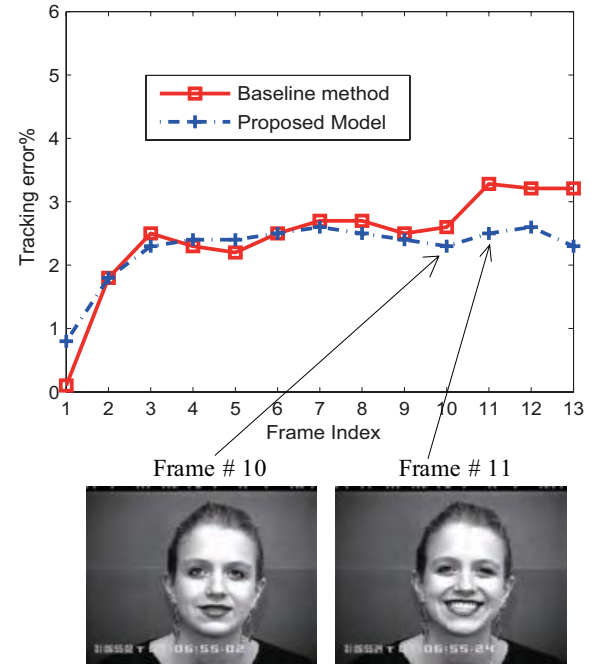 6
5
4
3
2
1
0
Tracking error%
Baseline method
Proposed Model
1 2 3 4 5 6 7 8 9 10 11 12 13
Frame Index
Frame # 10 Frame # 11
06:55:02
06:55:24